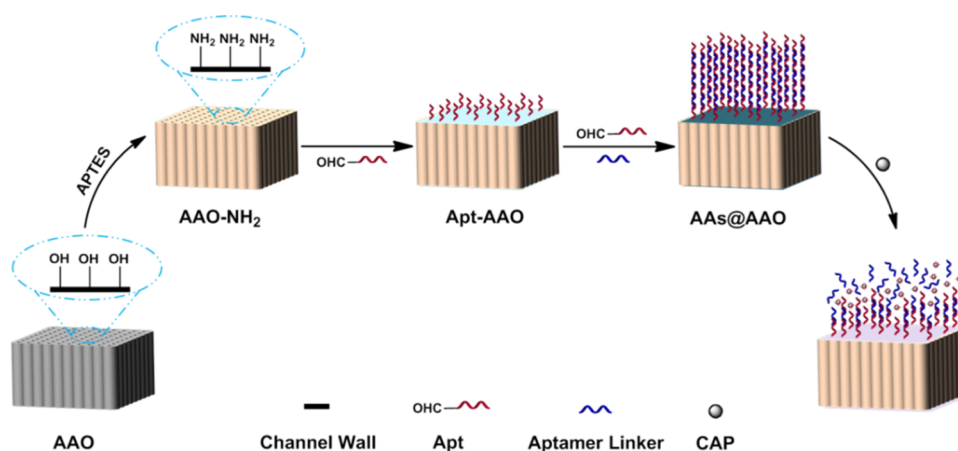 NH2 NH2 NH2
APTES
OHC
OHC
AAO-NH2
Apt-AAO
AAs@AAO
OH OH OH
OHC
AAO
Channel Wall
Apt
Aptamer Linker
CAP